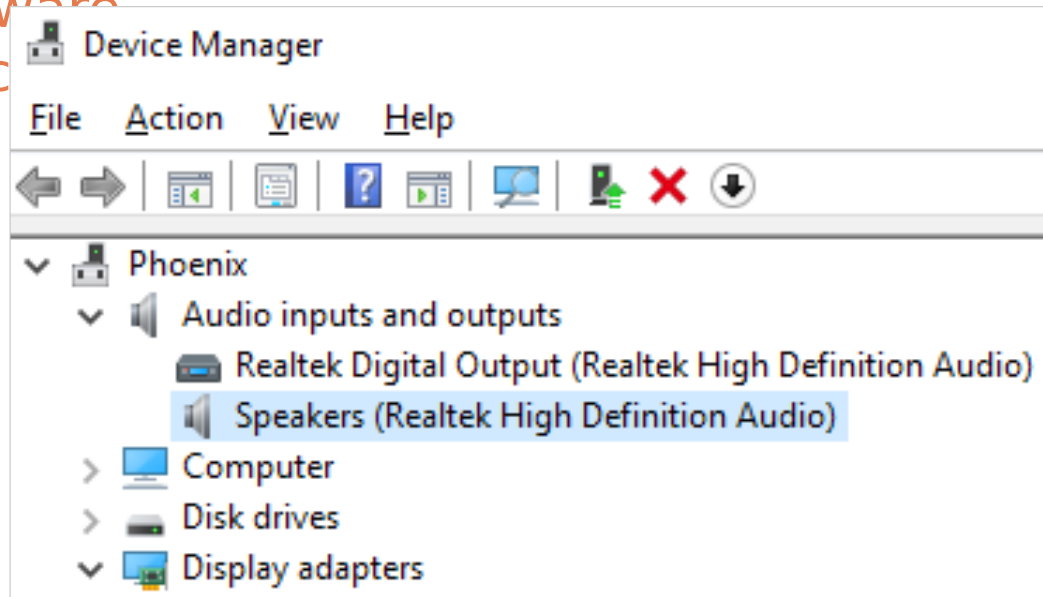 Device Manager
File Action View Help
Phoenix
Audio inputs and outputs
Realtek Digital Output (Realtek High Definition Audio)
Speakers (Realtek High Definition Audio)
Computer
Disk drives
Display adapters